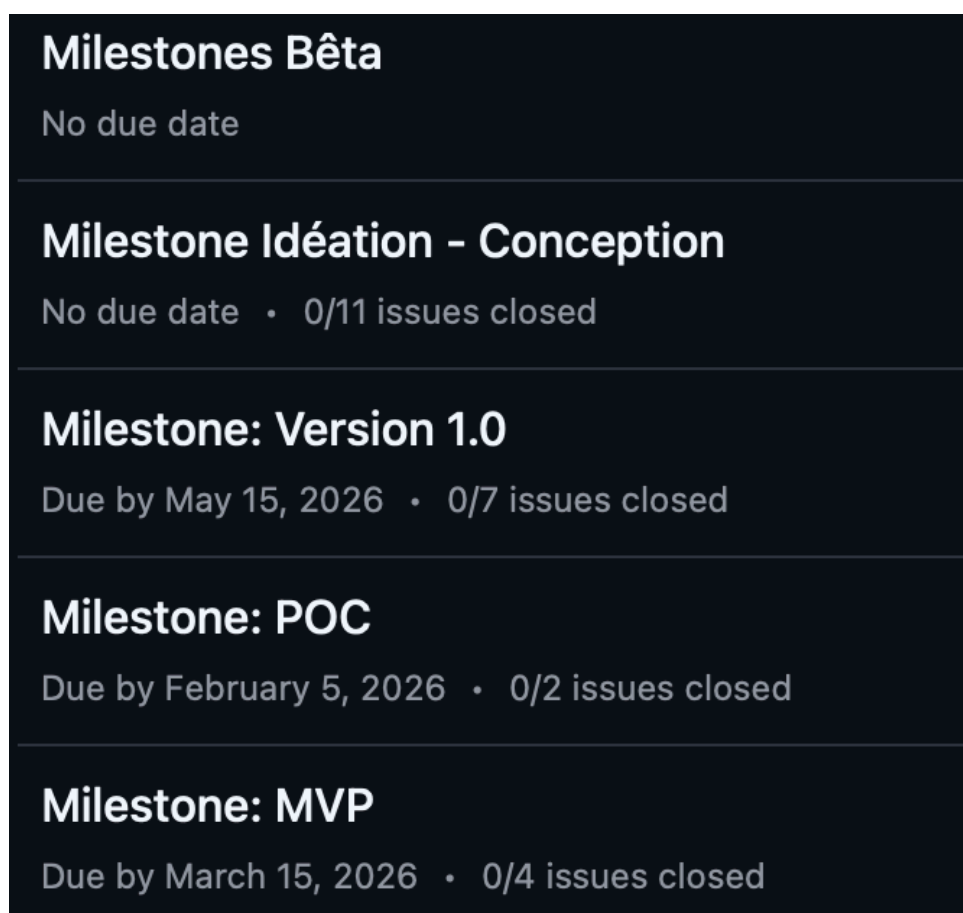 Milestones Bêta
No due date
Milestone Idéation - Conception
No due date • 0/11 issues closed
Milestone: Version 1.0
Due by May 15, 2026 • 0/7 issues closed
Milestone: POC
Due by February 5, 2026 • 0/2 issues closed
Milestone: MVP
Due by March 15, 2026 • 0/4 issues closed